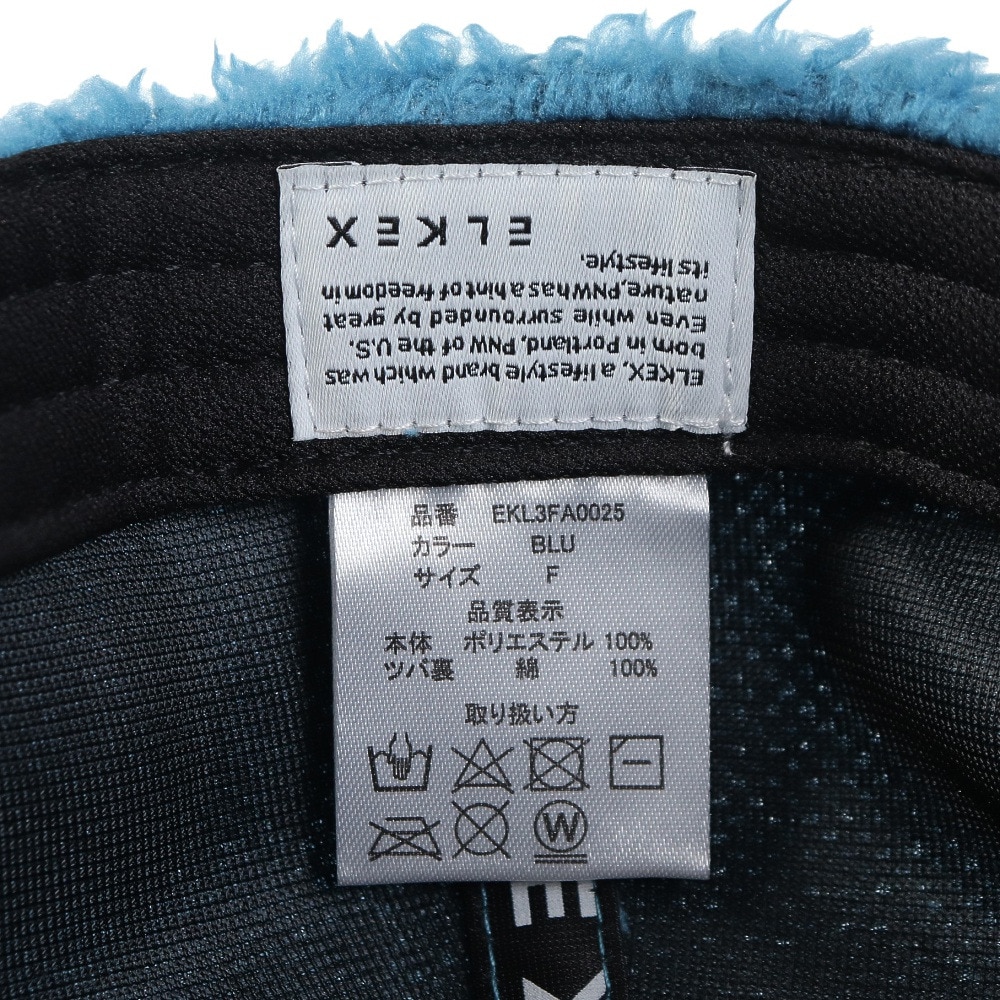 ELKEX, a lifestyle brand which was
born in Portland, PNW of the U.S.
Even while surrounded by great
nature,PNW has a hint of freedom in
its lifestyle.
ELKEX
品番 EKL3FA0025
カラー BLU
サイズ F
品質表示
本体 ポリエステル 100%
ツバ裏 綿 100%
取り扱い方
W
E
K